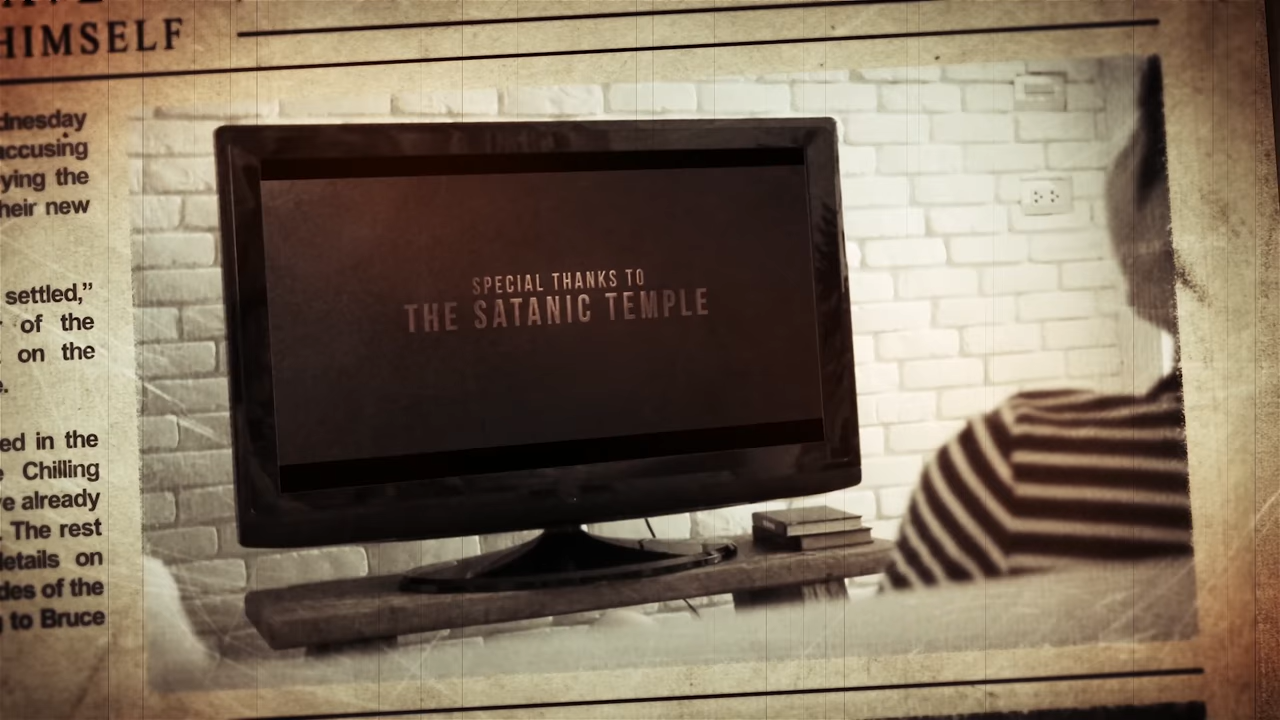 HIMSELF
dnesday
accusing
ying the
heir new
settled,”
of the
on the
ed in the
Chilling
ve already
The rest
details on
des of the
to Bruce
SPECIAL THANKS TO
THE SATANIC TEMPLE